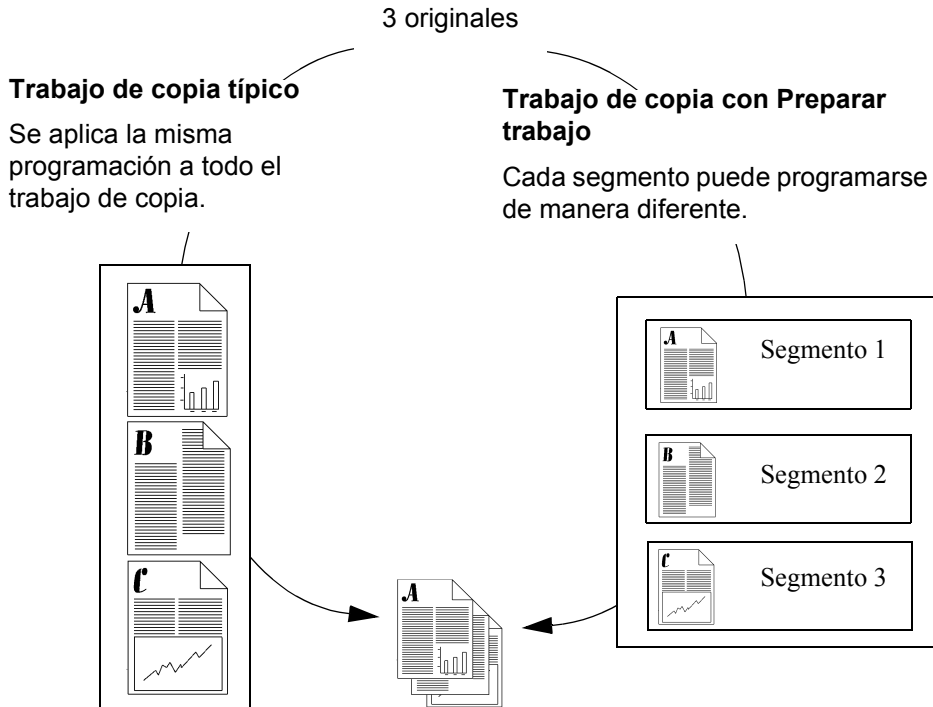 3 originales
Trabajo de copia típico
Se aplica la misma
programación a todo el
trabajo de copia.
Trabajo de copia con Preparar
trabajo
Cada segmento puede programarse
de manera diferente.
A
B
C
A
Segmento 1
B
Segmento 2
C
Segmento 3
A